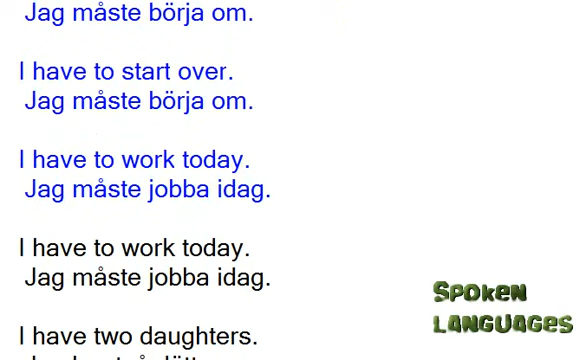 Jag måste börja om.
I have to start over.
Jag måste börja om.
I have to work today.
Jag måste jobba idag.
I have to work today.
Jag måste jobba idag.
I have two daughters.
SPOKEN
LANGUAGES